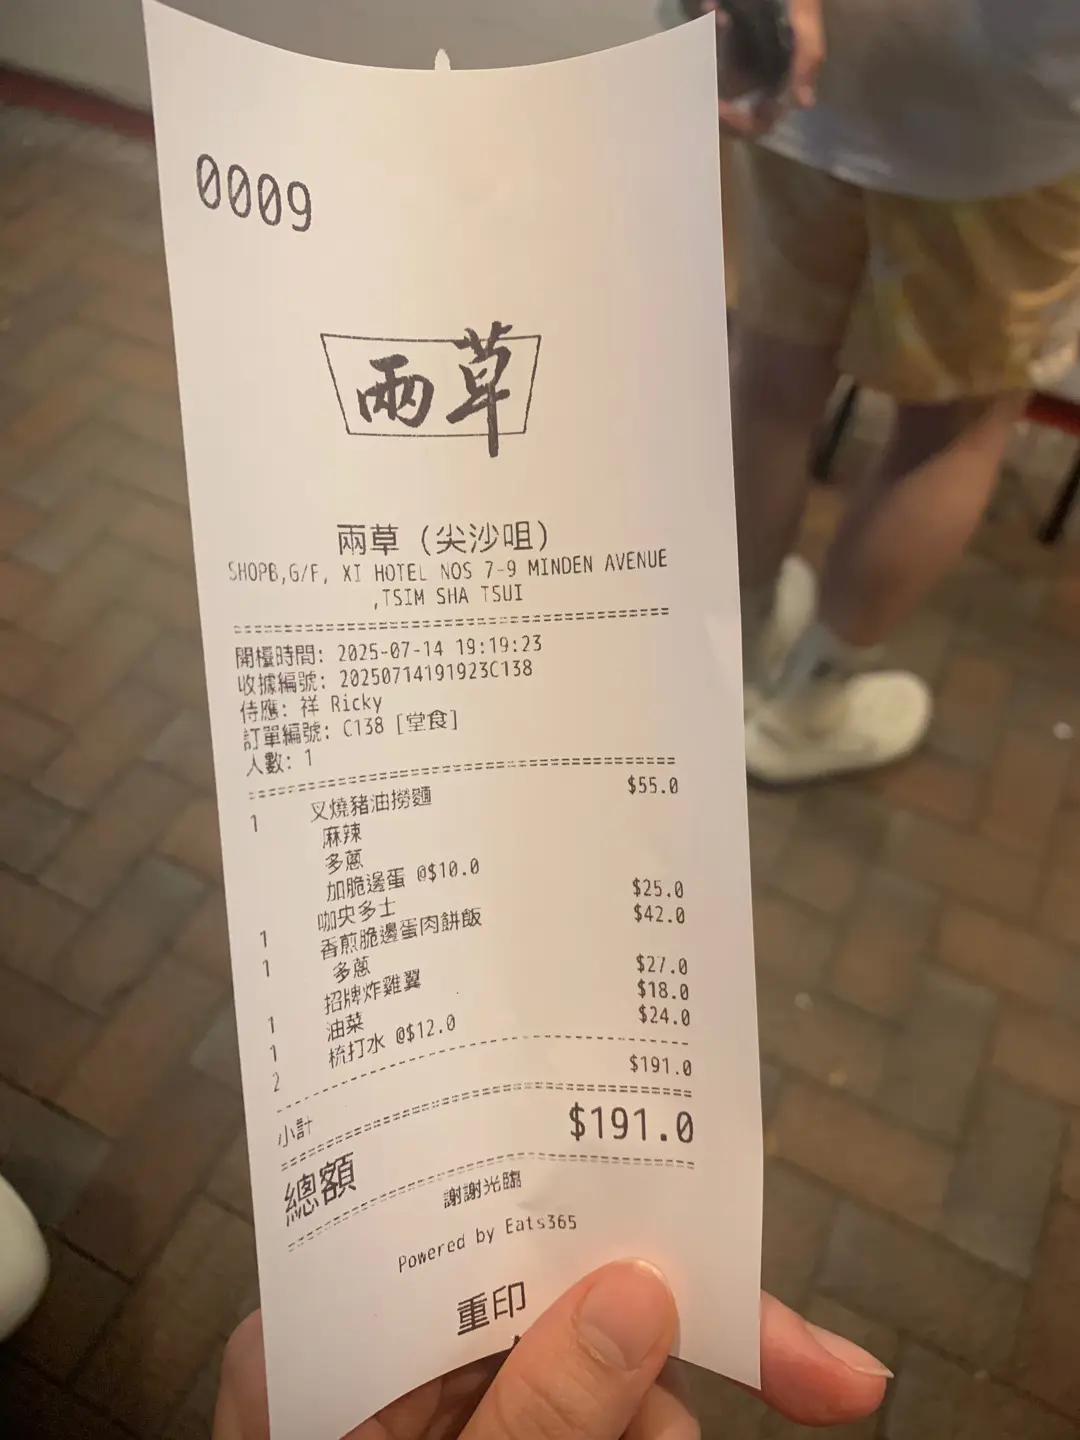 0009
兩草
兩草（尖沙咀）
SHOPB,G/F, XI HOTEL NOS 7-9 MINDEN AVENUE
,TSIM SHA TSUI
開檯時間: 2025-07-14 19:19:23
收據編號: 20250714191923C138
侍應: 祥 Ricky
訂單編號: C138 [堂食]
人數: 1
1 叉燒豬油撈麵 $55.0
麻辣
多蔥
加脆邊蛋 @$10.0
1 咖央多士 $25.0
1 香煎脆邊蛋肉餅飯 $42.0
多蔥
1 招牌炸雞翼 $27.0
1 油菜 $18.0
2 梳打水 @$12.0 $24.0
小計 $191.0
總額 $191.0
謝謝光臨
Powered by Eats365
重印